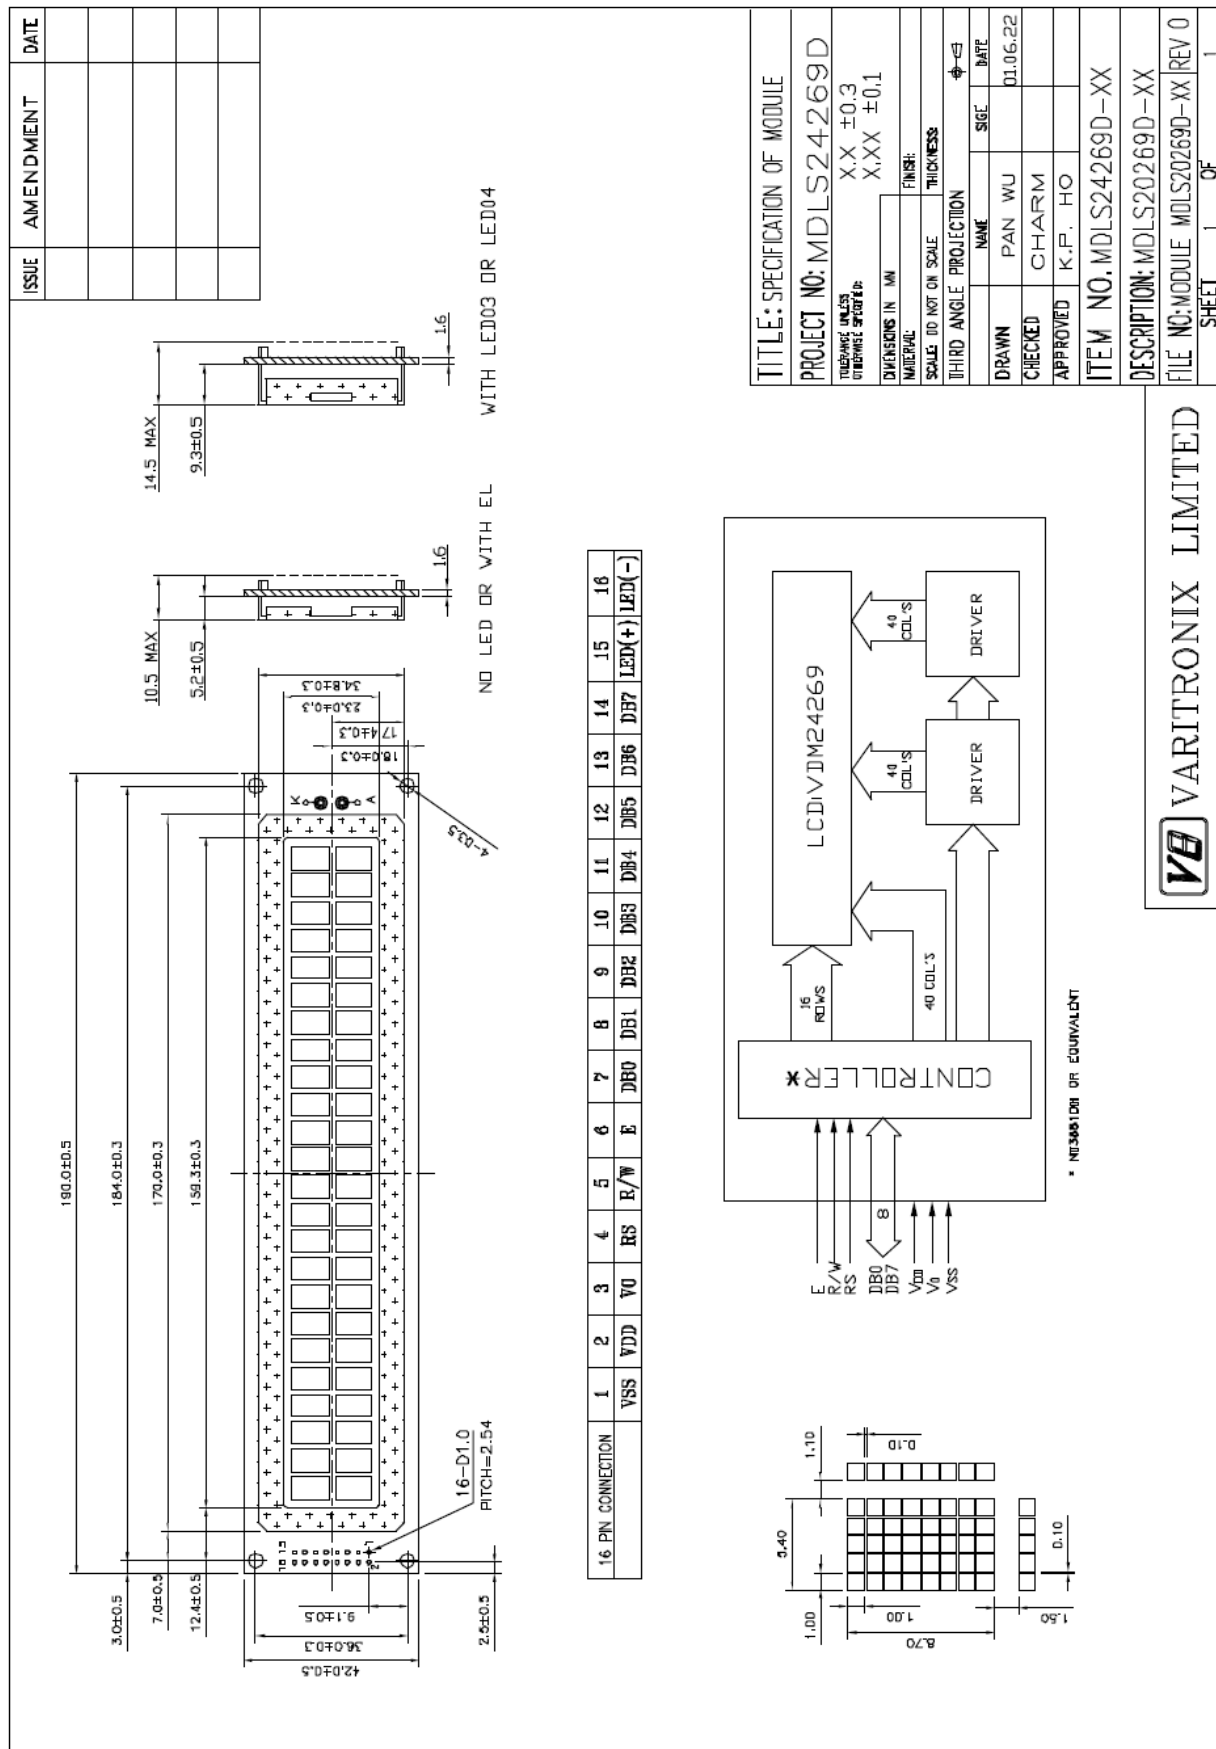 ISSUE AMENDMENT DATE
14.5 MAX
9.3±0.5
1.6
WITH LED03 OR LED04
10.5 MAX
5.2±0.5
1.6
NO LED OR WITH EL
190.0±0.5
184.0±0.3
170.0±0.3
159.3±0.3
3.0±0.5
7.0±0.5
12.4±0.5
2.5±0.5
34.8±0.3
23.0±0.3
17.4±0.3
18.0±0.3
K
A
4-D3.5
9.1±0.5
36.0±0.3
42.0±0.5
16 15
2 1
16-D1.0
PITCH=2.54
16 PIN CONNECTION 1 2 3 4 5 6 7 8 9 10 11 12 13 14 15 16
VSS VDD V0 RS R/W E DB0 DB1 DB2 DB3 DB4 DB5 DB6 DB7 LED(+) LED(-)
1.10
0.10
5.40
1.00
1.00
8.70
0.10
1.50
E
R/W
RS
DB0
DB7
8
VDD
V0
VSS
CONTROLLER*
16
ROWS
40 COL'S
LCD:VDM24269
40
COL'S
40
COL'S
DRIVER
DRIVER
OR EQUIVALENT
TITLE: SPECIFICATION OF MODULE
PROJECT NO: MDLS24269D
TOLERANCE UNLESS
OTHERWISE SPECIFIED:
X.X ±0.3
X.XX ±0.1
DIMENSIONS IN MM
MATERIAL:
FINISH:
SCALE: DO NOT ON SCALE
THICKNESS:
THIRD ANGLE PIROJECTION
NAME SIGE DATE
DRAWN PAN WU 01.06.22
CHECKED CHARM
APPROVED K.P. HO
ITEM NO. MDLS24269D-XX
DESCRIPTION: MDLS20269D-XX
FILE NO: MODULE MDLS20269D-XX REV 0
SHEET 1 OF 1
VARITRONIX LIMITED